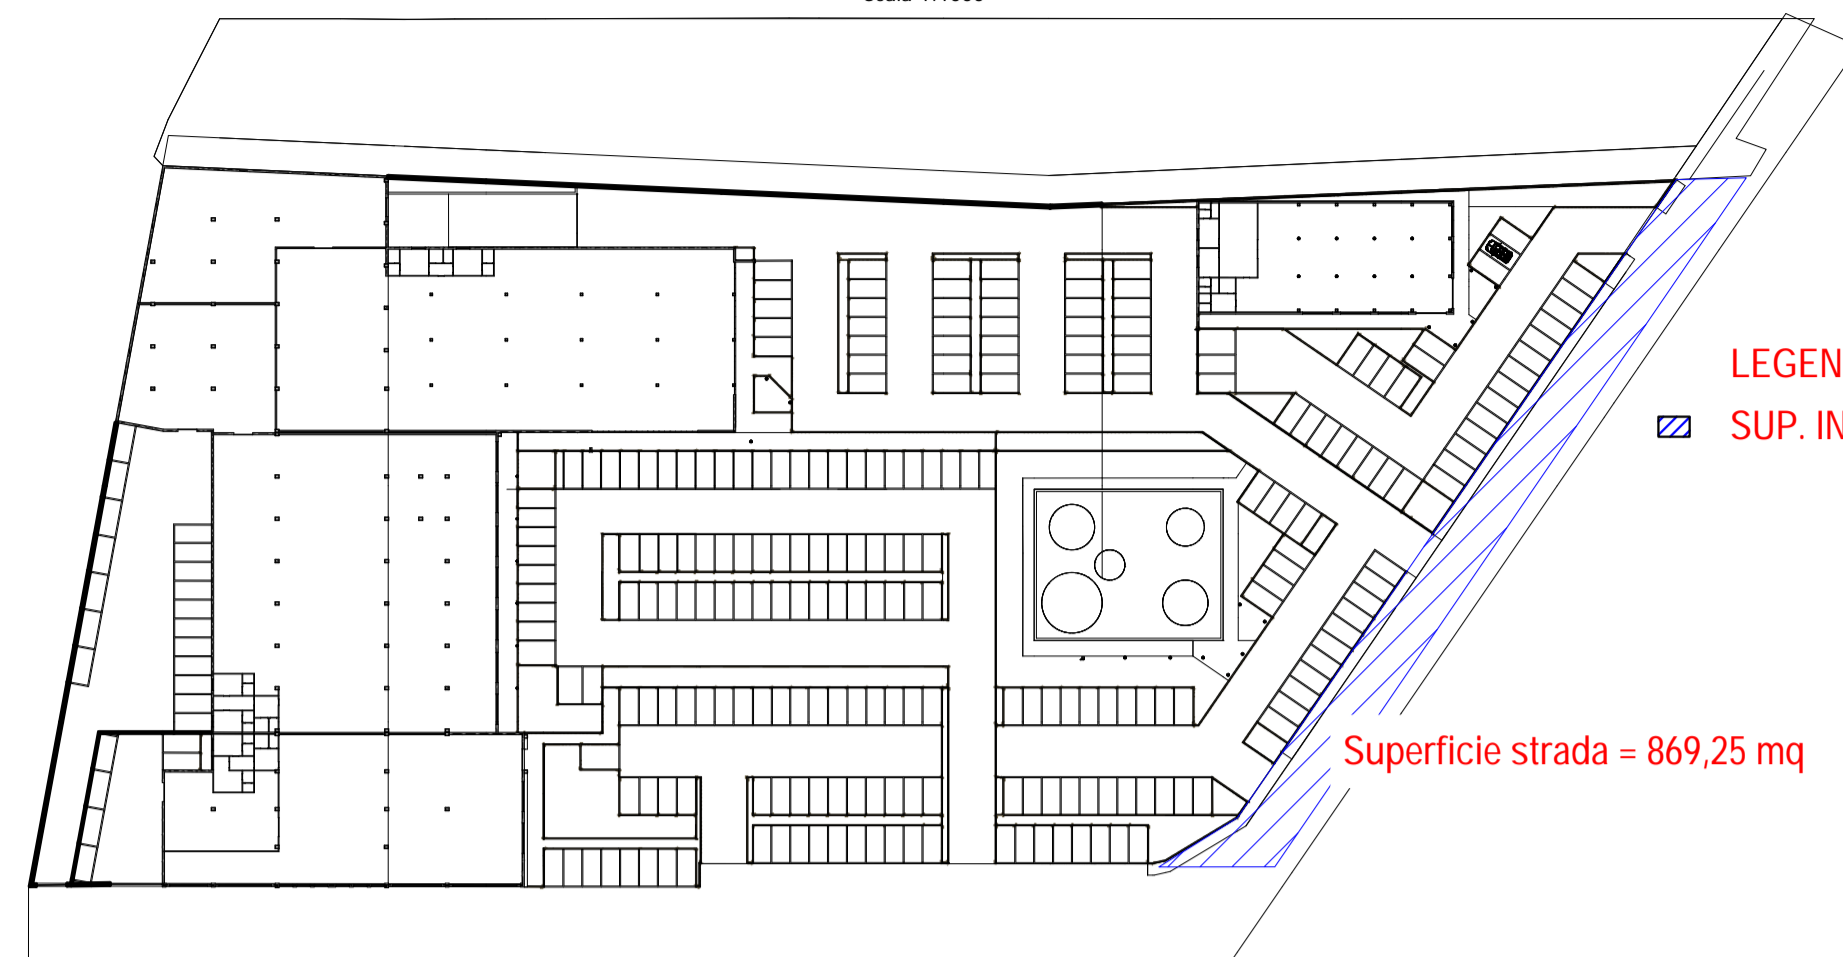 LEGEN
SUP. IN
Superficie strada = 869,25 mq